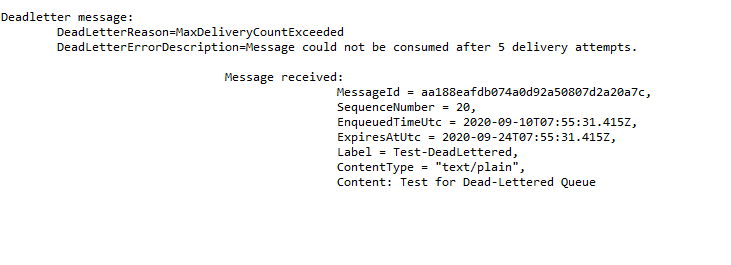 Deadletter message:
DeadLetterReason=MaxDeliveryCountExceeded
DeadLetterErrorDescription=Message could not be consumed after 5 delivery attempts.
Message received:
MessageId = aa188eafdb074a0d92a50807d2a20a7c,
SequenceNumber = 20,
EnqueuedTimeUtc = 2020-09-10T07:55:31.415Z,
ExpiresAtUtc = 2020-09-24T07:55:31.415Z,
Label = Test-DeadLettered,
ContentType = "text/plain",
Content: Test for Dead-Lettered Queue